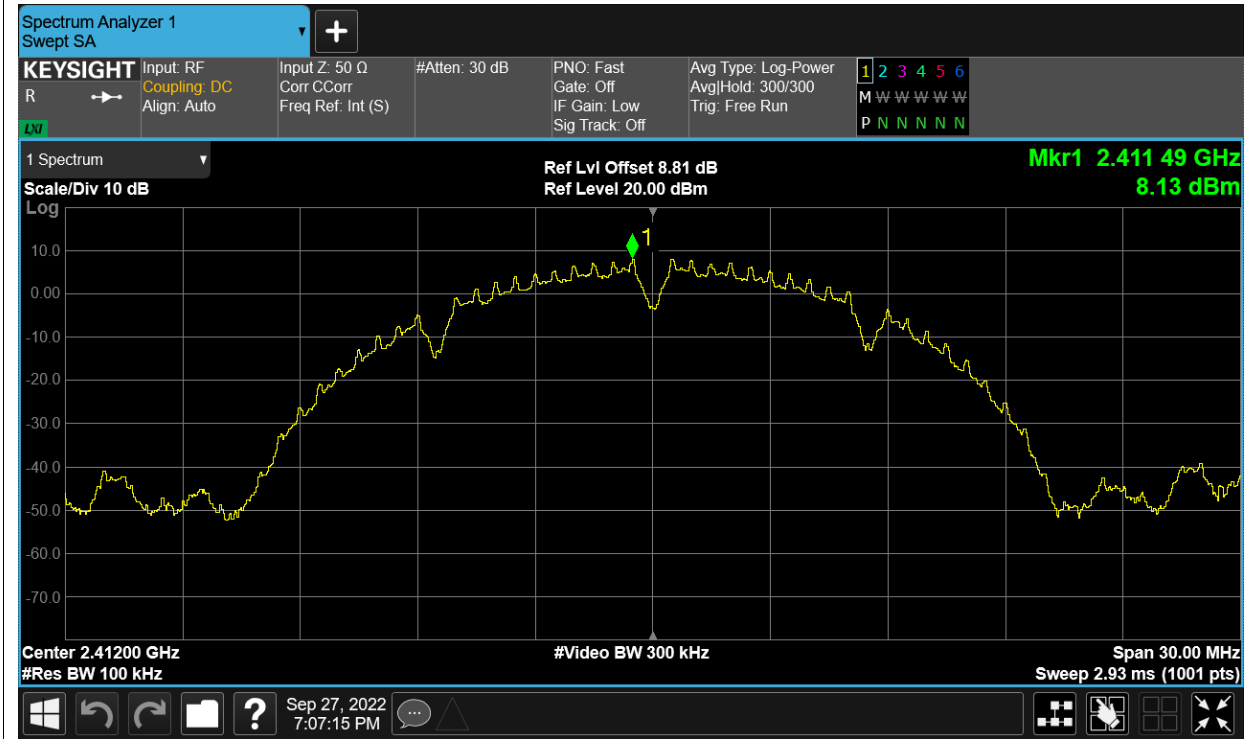 Spectrum Analyzer 1
Swept SA
+
KEYSIGHT
R
LXI
Input: RF
Coupling: DC
Align: Auto
Input Z: 50 Ω
Corr CCorr
Freq Ref: Int (S)
#Atten: 30 dB
PNO: Fast
Gate: Off
IF Gain: Low
Sig Track: Off
Avg Type: Log-Power
Avg|Hold: 300/300
Trig: Free Run
1 2 3 4 5 6
M W W W W W
P N N N N N
1 Spectrum
Scale/Div 10 dB
Log
Ref Lvl Offset 8.81 dB
Ref Level 20.00 dBm
Mkr1 2.411 49 GHz
8.13 dBm
1
10.0
0.00
-10.0
-20.0
-30.0
-40.0
-50.0
-60.0
-70.0
Center 2.41200 GHz
#Res BW 100 kHz
#Video BW 300 kHz
Span 30.00 MHz
Sweep 2.93 ms (1001 pts)
?
Sep 27, 2022
7:07:15 PM